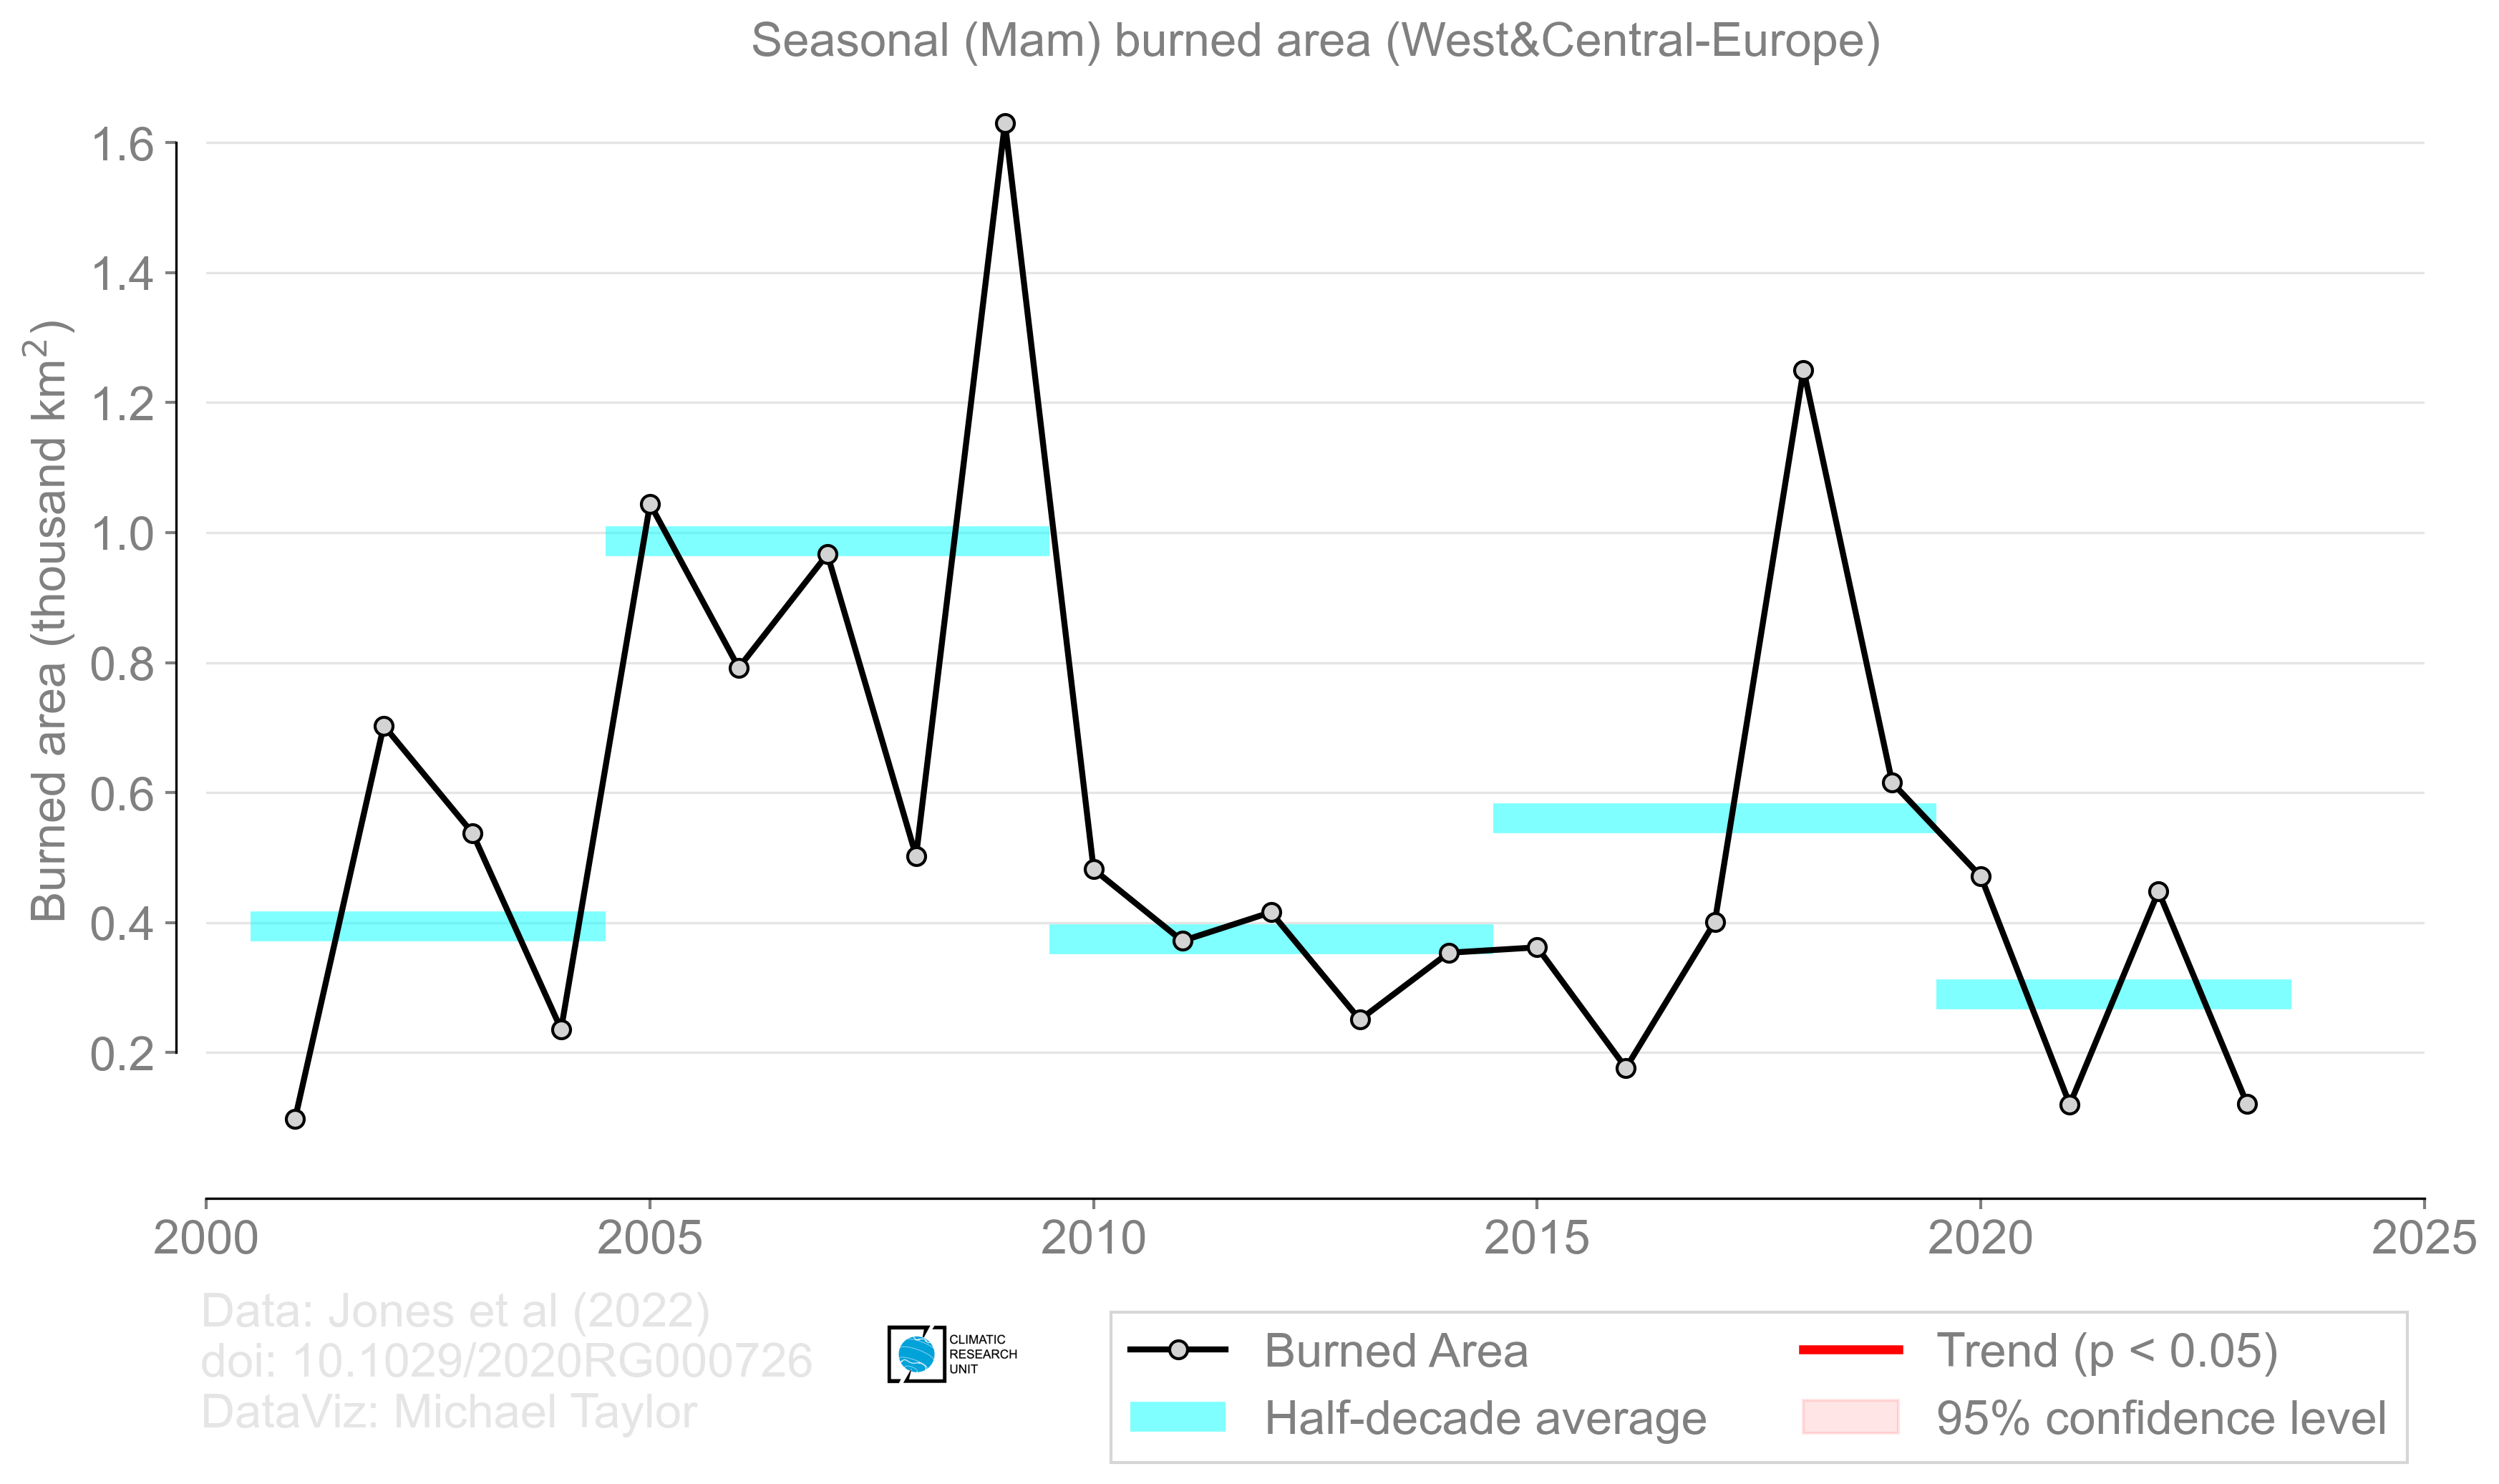 Seasonal (Mam) burned area (West&Central-Europe)
Burned area (thousand km²)
1.6
1.4
1.2
1.0
0.8
0.6
0.4
0.2
2000 2005 2010 2015 2020 2025
Data: Jones et al (2022)
doi: 10.1029/2020RG000726
DataViz: Michael Taylor
CLIMATIC
RESEARCH
UNIT
Burned Area
Half-decade average
Trend (p < 0.05)
95% confidence level